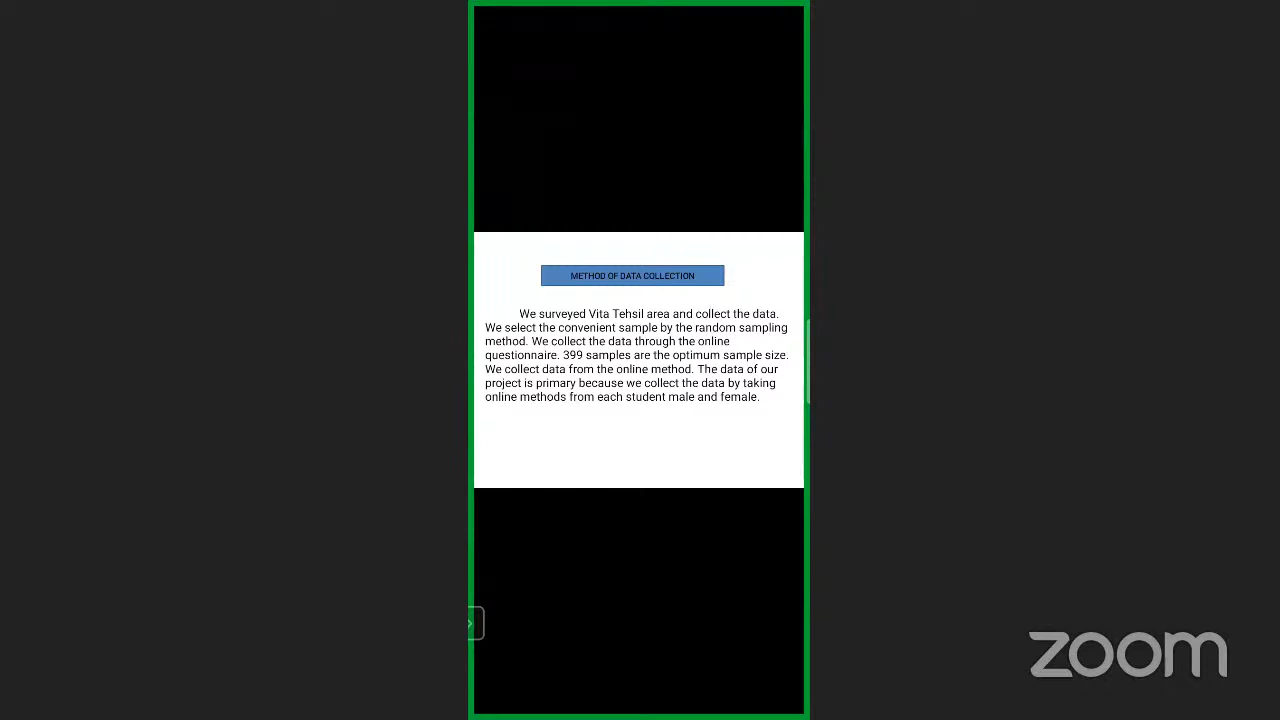 METHOD OF DATA COLLECTION
We surveyed Vita Tehsil area and collect the data.
We select the convenient sample by the random sampling
method. We collect the data through the online
questionnaire. 399 samples are the optimum sample size.
We collect data from the online method. The data of our
project is primary because we collect the data by taking
online methods from each student male and female.
zoom